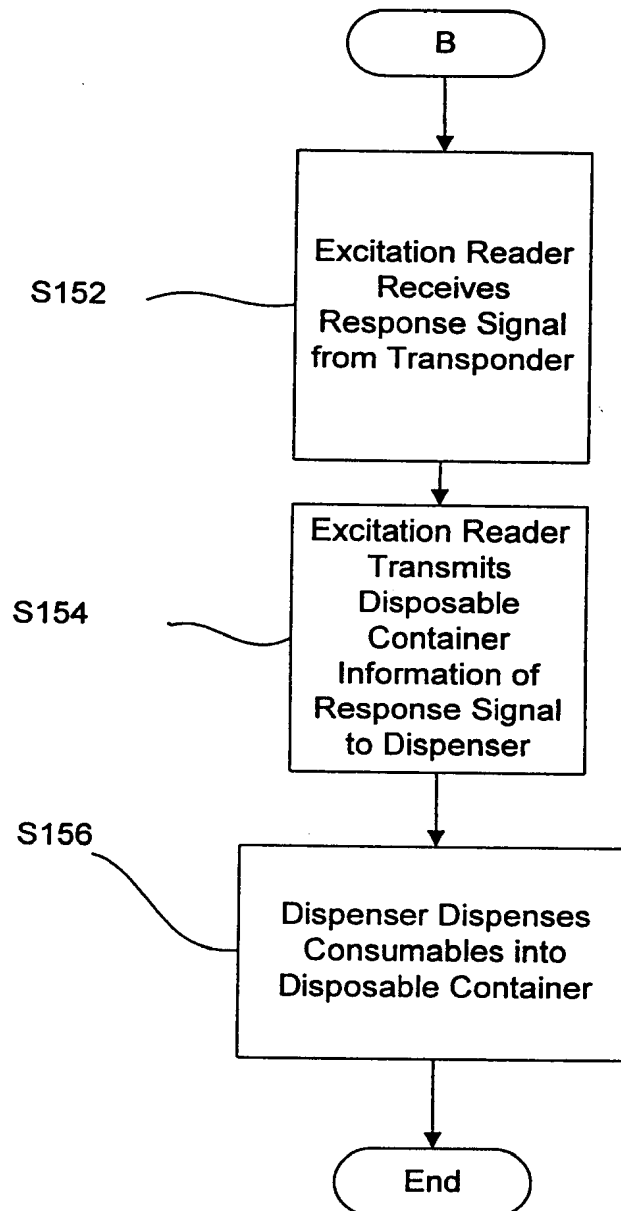 B
S152
Excitation Reader
Receives
Response Signal
from Transponder
S154
Excitation Reader
Transmits
Disposable
Container
Information of
Response Signal
to Dispenser
S156
Dispenser Dispenses
Consumables into
Disposable Container
End